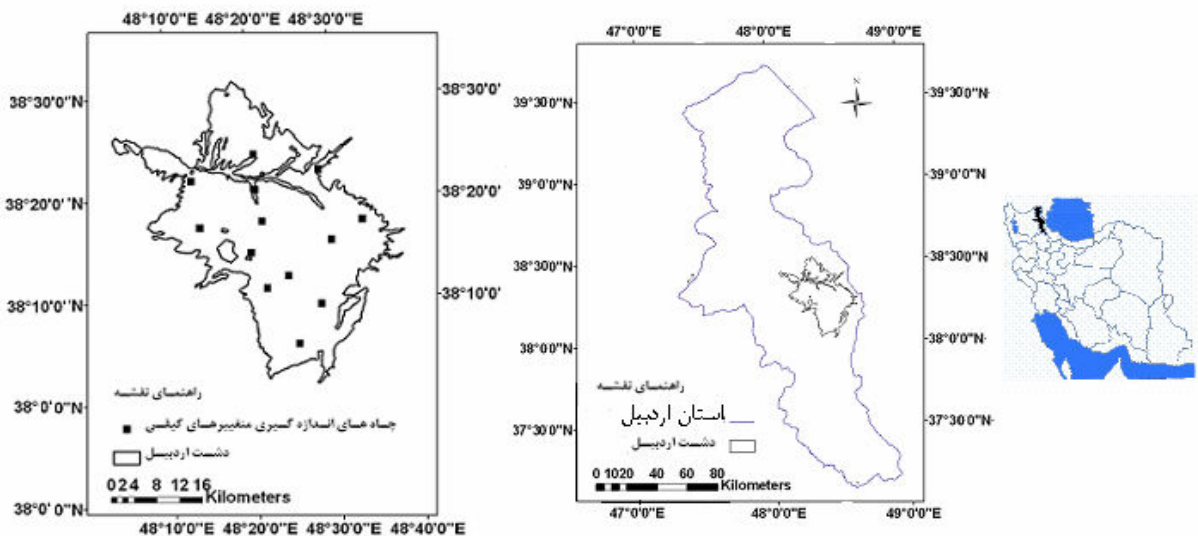 48°10'0"E 48°20'0"E 48°30'0"E
38°30'0"N
38°20'0"N
38°10'0"N
38°0'0"N
38°0'0"N
38°30'0"N
38°20'0"N
38°10'0'
راهنمای نقشه
چاه های اندازه گیری متغییرهای کیفی
دشت اردبیل
0 2 4 8 12 16
Kilometers
48°10'0"E 48°20'0"E 48°30'0"E 48°40'0"E
47°0'0"E 48°0'0"E 49°0'0"E
N
39°30'0"N
39°0'0"N
38°30'0"N
38°0'0"N
37°30'0"N
39°30'0"N
39°0'0"N
38°30'0"N
38°0'0"N
37°30'0"N
راهنمای نقشه
استان اردبیل
دشت اردبیل
0 10 20 40 60 80
Kilometers
47°0'0"E 48°0'0"E 49°0'0"E